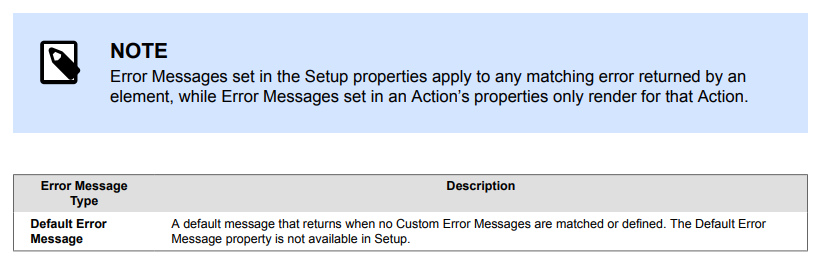 NOTE
Error Messages set in the Setup properties apply to any matching error returned by an
element, while Error Messages set in an Action's properties only render for that Action.
Error Message
Type
Description
Default Error
Message
A default message that returns when no Custom Error Messages are matched or defined. The Default Error
Message property is not available in Setup.